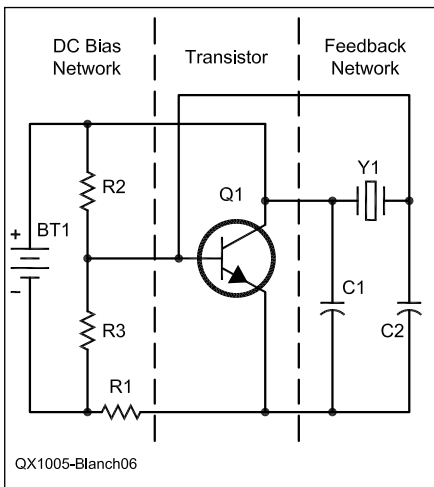 DC Bias
Network
Transistor
Feedback
Network
R2
Q1
Y1
+
BT1
–
R3
C1
C2
R1
QX1005-Blanch06